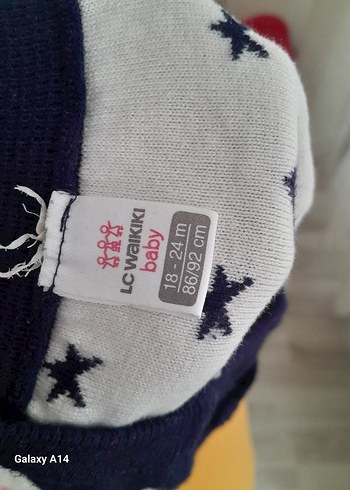 LC WAIKIKI
baby
18 - 24 m
86/92 cm
Galaxy A14